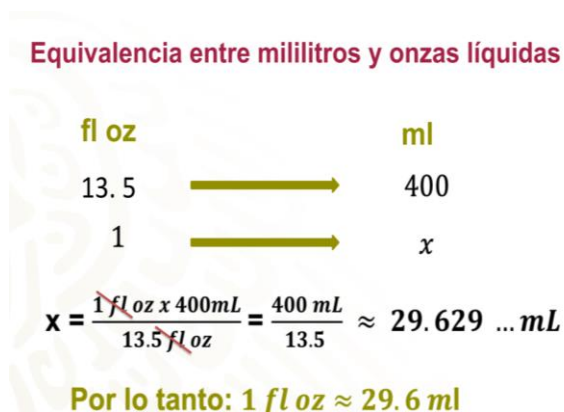 Equivalencia entre mililitros y onzas líquidas
fl oz ml
13. 5 400
1 x
x = 1 fl oz x 400mL / 13.5 fl oz = 400 mL / 13.5 ≈ 29. 629 ... mL
Por lo tanto: 1 fl oz ≈ 29.6 ml